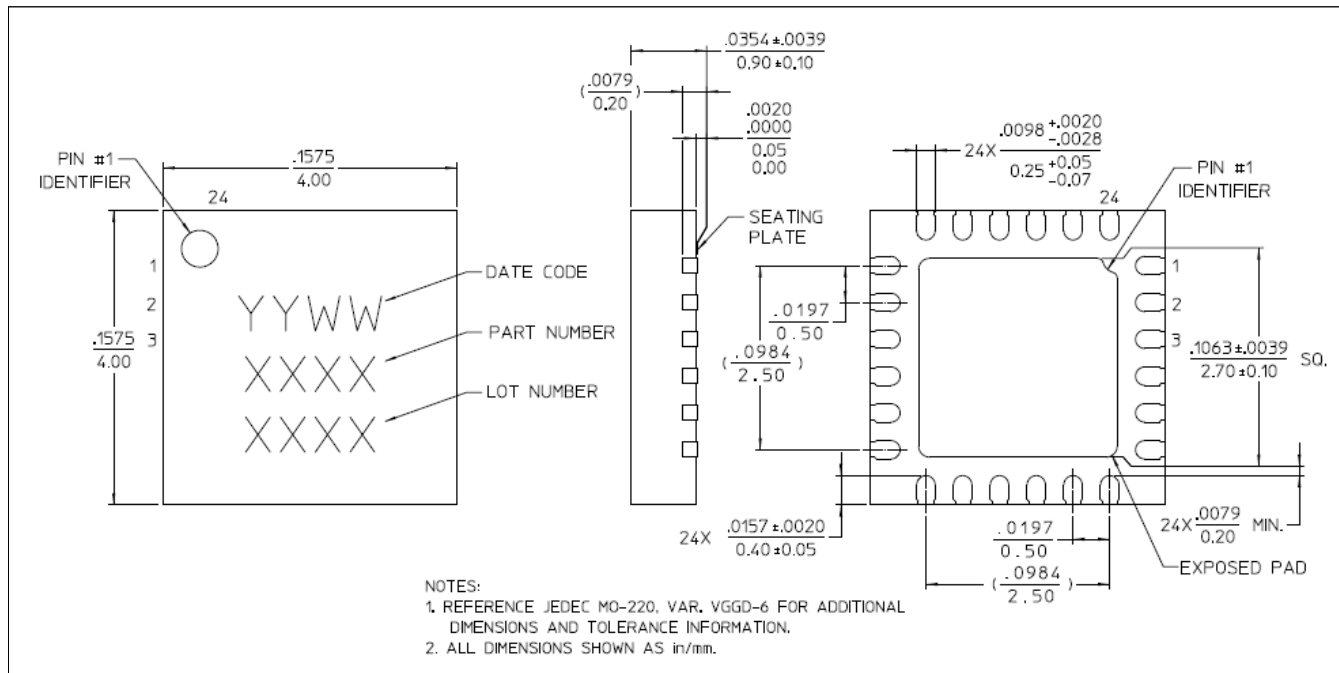 PIN #1
IDENTIFIER
.1575
4.00
24
1
2
3
.1575
4.00
YYWW
XXXX
XXXX
DATE CODE
PART NUMBER
LOT NUMBER
.0354±.0039
0.90±0.10
(.0079
0.20)
.0020
.0000
0.05
0.00
SEATING
PLATE
24X .0098 +.0020
-.0028
0.25 +0.05
-0.07
PIN #1
IDENTIFIER
24
1
2
3
.0197
0.50
(.0984
2.50)
.1063±.0039
2.70±0.10 SQ.
24X .0157±.0020
0.40±0.05
.0197
0.50
(.0984
2.50)
24X .0079
0.20 MIN.
EXPOSED PAD
NOTES:
1. REFERENCE JEDEC MO-220, VAR. VGGD-6 FOR ADDITIONAL
DIMENSIONS AND TOLERANCE INFORMATION.
2. ALL DIMENSIONS SHOWN AS in/mm.